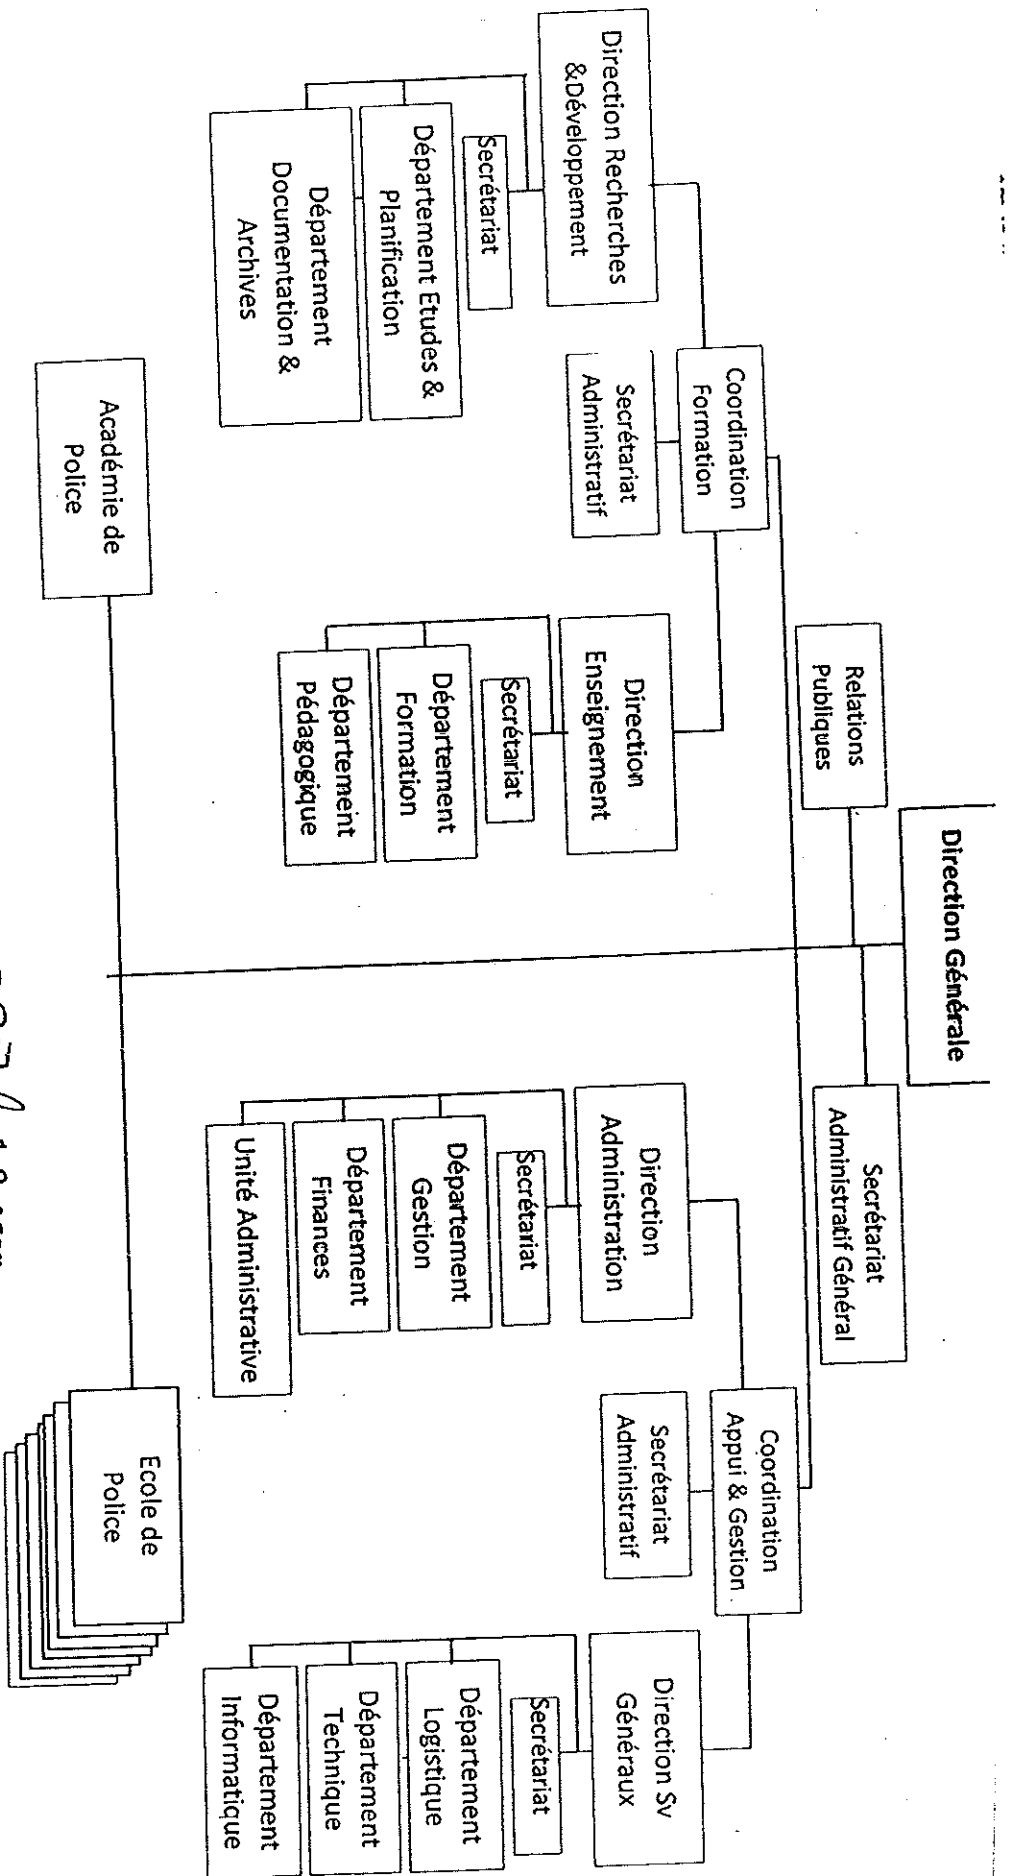 Direction Générale
Relations
Publiques
Secrétariat
Administratif Général
Coordination
Formation
Secrétariat
Administratif
Coordination
Appui & Gestion
Secrétariat
Administratif
Direction Recherches
&Développement
Secrétariat
Département Etudes &
Planification
Département
Documentation &
Archives
Direction
Enseignement
Secrétariat
Département
Formation
Département
Pédagogique
Direction
Administration
Secrétariat
Département
Gestion
Département
Finances
Unité Administrative
Direction Sv
Généraux
Secrétariat
Département
Logistique
Département
Technique
Département
Informatique
Académie de
Police
Ecole de
Police